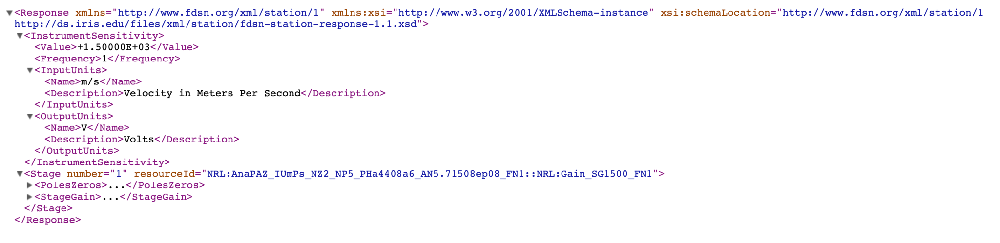 <Response xmlns="http://www.fdsn.org/xml/station/1" xmlns:xsi="http://www.w3.org/2001/XMLSchema-instance" xsi:schemaLocation="http://www.fdsn.org/xml/station/1
http://ds.iris.edu/files/xml/station/fdsn-station-response-1.1.xsd">
<InstrumentSensitivity>
<Value>+1.50000E+03</Value>
<Frequency>1</Frequency>
<InputUnits>
<Name>m/s</Name>
<Description>Velocity in Meters Per Second</Description>
</InputUnits>
<OutputUnits>
<Name>V</Name>
<Description>Volts</Description>
</OutputUnits>
</InstrumentSensitivity>
<Stage number="1" resourceId="NRL:AnaPAZ_IUmPs_NZ2_NP5_PHa4408a6_AN5.71508ep08_FN1::NRL:Gain_SG1500_FN1">
<PolesZeros>...</PolesZeros>
<StageGain>...</StageGain>
</Stage>
</Response>